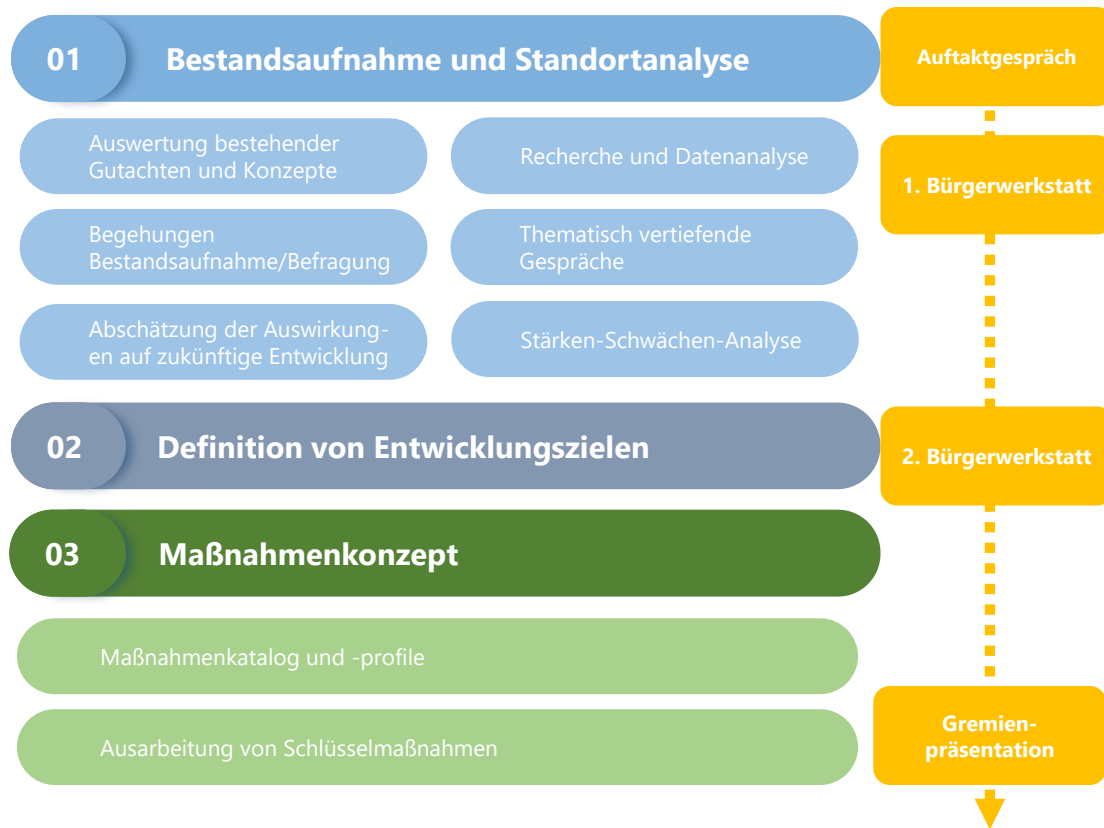 01
Bestandsaufnahme und Standortanalyse
Auftaktgespräch
Auswertung bestehender
Gutachten und Konzepte
Recherche und Datenanalyse
1. Bürgerwerkstatt
Begehungen
Bestandsaufnahme/Befragung
Thematisch vertiefende
Gespräche
Abschätzung der Auswirkung-
en auf zukünftige Entwicklung
Stärken-Schwächen-Analyse
02
Definition von Entwicklungszielen
2. Bürgerwerkstatt
03
Maßnahmenkonzept
Maßnahmenkatalog und -profile
Ausarbeitung von Schlüsselmaßnahmen
Gremien-
präsentation